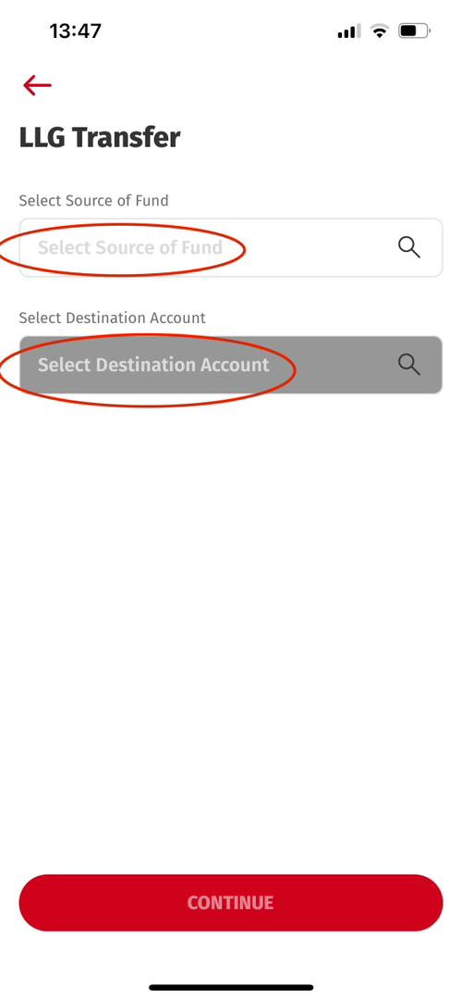 13:47
LLG Transfer
Select Source of Fund
Select Source of Fund
Select Destination Account
Select Destination Account
CONTINUE